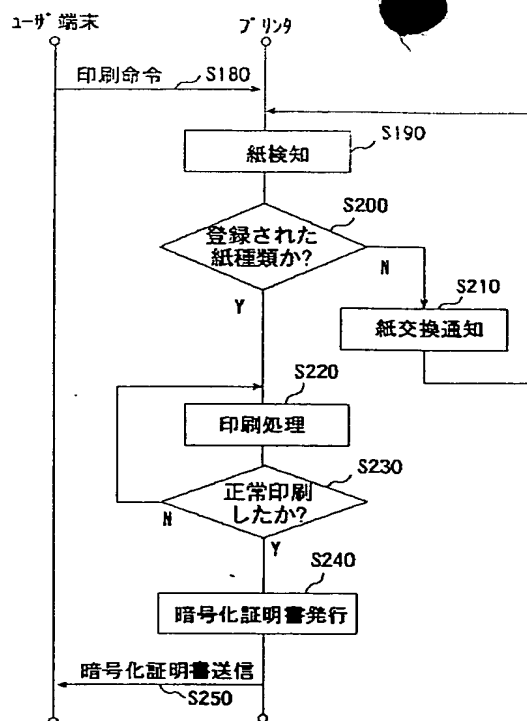 ユーザ端末
プリンタ
印刷命令
S180
紙検知
S190
登録された
紙種類か?
S200
N
Y
S210
紙交換通知
S220
印刷処理
S230
正常印刷
したか?
N
Y
S240
暗号化証明書発行
暗号化証明書送信
S250